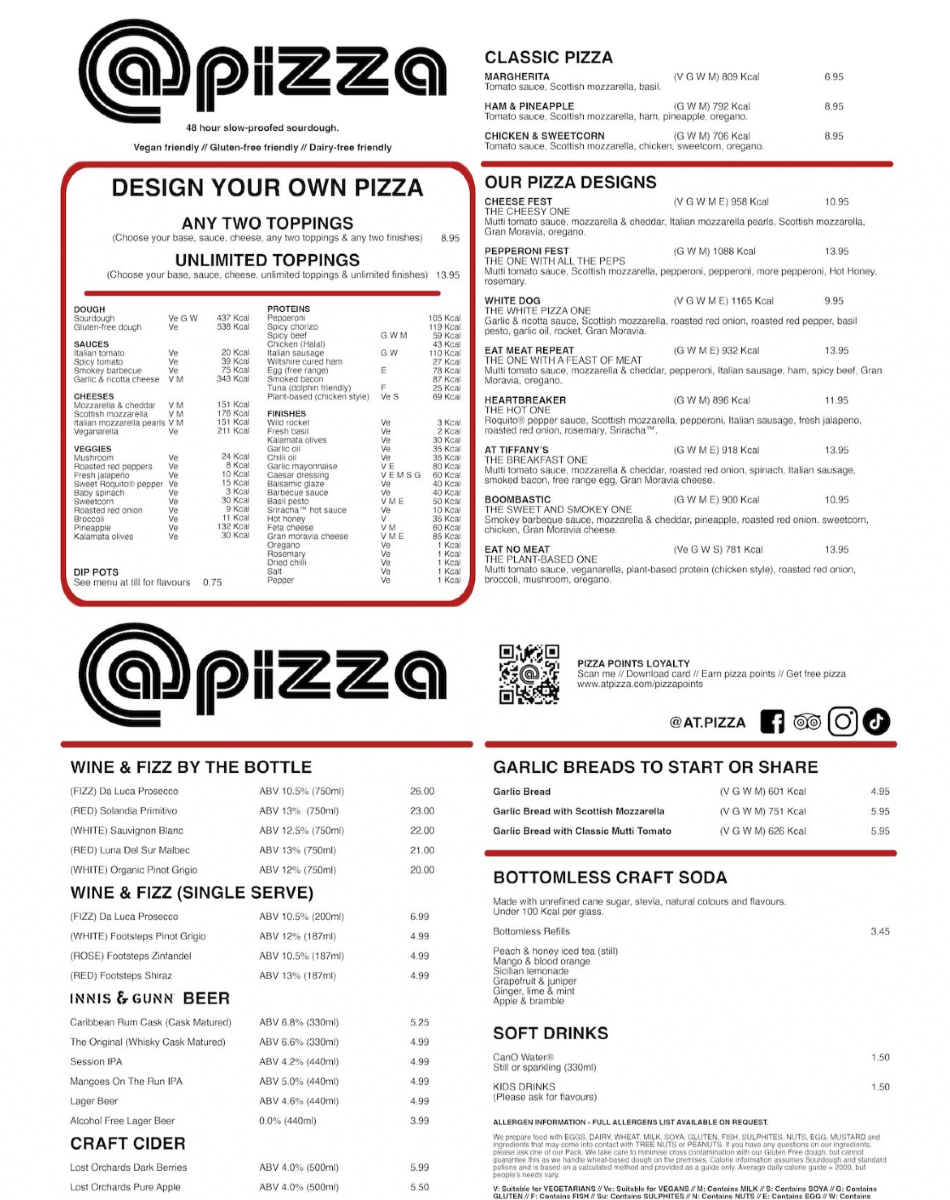 @pizza
48 hour slow-proofed sourdough.
Vegan friendly // Gluten-free friendly // Dairy-free friendly
DESIGN YOUR OWN PIZZA
ANY TWO TOPPINGS
(Choose your base, sauce, cheese, any two toppings & any two finishes) 8.95
UNLIMITED TOPPINGS
(Choose your base, sauce, cheese, unlimited toppings & unlimited finishes) 13.95
DOUGH
Sourdough Ve G W 437 Kcal
Gluten-free dough Ve 538 Kcal
SAUCES
Italian tomato Ve 20 Kcal
Spicy tomato Ve 39 Kcal
Smokey barbecue Ve 75 Kcal
Garlic & ricotta cheese V M 343 Kcal
CHEESES
Mozzarella & cheddar V M 151 Kcal
Scottish mozzarella V M 176 Kcal
Italian mozzarella pearls V M 151 Kcal
Veganarella Ve 211 Kcal
VEGGIES
Mushroom Ve 24 Kcal
Roasted red peppers Ve 8 Kcal
Fresh jalapeño Ve 10 Kcal
Sweet Roquito® pepper Ve 15 Kcal
Baby spinach Ve 3 Kcal
Sweetcorn Ve 30 Kcal
Roasted red onion Ve 9 Kcal
Broccoli Ve 11 Kcal
Pineapple Ve 132 Kcal
Kalamata olives Ve 30 Kcal
DIP POTS
See menu at till for flavours 0.75
PROTEINS
Pepperoni 105 Kcal
Spicy chorizo 119 Kcal
Spicy beef G W M 59 Kcal
Chicken (Halal) 43 Kcal
Italian sausage G W 110 Kcal
Wiltshire cured ham 27 Kcal
Egg (free range) E 78 Kcal
Smoked bacon 87 Kcal
Tuna (dolphin friendly) F 25 Kcal
Plant-based (chicken style) Ve S 69 Kcal
FINISHES
Wild rocket Ve 3 Kcal
Fresh basil Ve 2 Kcal
Kalamata olives Ve 30 Kcal
Garlic oil Ve 35 Kcal
Chilli oil Ve 35 Kcal
Garlic mayonnaise V E 80 Kcal
Caesar dressing V E M S G 60 Kcal
Balsamic glaze Ve 40 Kcal
Barbecue sauce Ve 40 Kcal
Basil pesto V M E 50 Kcal
Sriracha™ hot sauce Ve 10 Kcal
Hot honey V 35 Kcal
Feta cheese V M 60 Kcal
Gran moravia cheese V M E 85 Kcal
Oregano Ve 1 Kcal
Rosemary Ve 1 Kcal
Dried chilli Ve 1 Kcal
Salt Ve 1 Kcal
Pepper Ve 1 Kcal
CLASSIC PIZZA
MARGHERITA (V G W M) 809 Kcal 6.95
Tomato sauce, Scottish mozzarella, basil.
HAM & PINEAPPLE (G W M) 792 Kcal 8.95
Tomato sauce, Scottish mozzarella, ham, pineapple, oregano.
CHICKEN & SWEETCORN (G W M) 706 Kcal 8.95
Tomato sauce, Scottish mozzarella, chicken, sweetcorn, oregano.
OUR PIZZA DESIGNS
CHEESE FEST (V G W M E) 958 Kcal 10.95
THE CHEESY ONE
Mutti tomato sauce, mozzarella & cheddar, Italian mozzarella pearls, Scottish mozzarella,
Gran Moravia, oregano.
PEPPERONI FEST (G W M) 1088 Kcal 13.95
THE ONE WITH ALL THE PEPS
Mutti tomato sauce, Scottish mozzarella, pepperoni, pepperoni, more pepperoni, Hot Honey,
rosemary.
WHITE DOG (V G W M E) 1165 Kcal 9.95
THE WHITE PIZZA ONE
Garlic & ricotta sauce, Scottish mozzarella, roasted red onion, roasted red pepper, basil
pesto, garlic oil, rocket, Gran Moravia.
EAT MEAT REPEAT (G W M E) 932 Kcal 13.95
THE ONE WITH A FEAST OF MEAT
Mutti tomato sauce, mozzarella & cheddar, pepperoni, Italian sausage, ham, spicy beef, Gran
Moravia, oregano.
HEARTBREAKER (G W M) 896 Kcal 11.95
THE HOT ONE
Roquito® pepper sauce, Scottish mozzarella, pepperoni, Italian sausage, fresh jalapeno,
roasted red onion, rosemary, Sriracha™.
AT TIFFANY'S (G W M E) 918 Kcal 13.95
THE BREAKFAST ONE
Mutti tomato sauce, mozzarella & cheddar, roasted red onion, spinach, Italian sausage,
smoked bacon, free range egg, Gran Moravia cheese.
BOOMBASTIC (G W M E) 900 Kcal 10.95
THE SWEET AND SMOKEY ONE
Smokey barbeque sauce, mozzarella & cheddar, pineapple, roasted red onion, sweetcorn,
chicken, Gran Moravia cheese.
EAT NO MEAT (Ve G W S) 781 Kcal 13.95
THE PLANT-BASED ONE
Mutti tomato sauce, veganarella, plant-based protein (chicken style), roasted red onion,
broccoli, mushroom, oregano.
@pizza
PIZZA POINTS LOYALTY
Scan me // Download card // Earn pizza points // Get free pizza
www.atpizza.com/pizzapoints
@AT.PIZZA
WINE & FIZZ BY THE BOTTLE
(FIZZ) Da Luca Prosecco ABV 10.5% (750ml) 26.00
(RED) Solandia Primitivo ABV 13% (750ml) 23.00
(WHITE) Sauvignon Blanc ABV 12.5% (750ml) 22.00
(RED) Luna Del Sur Malbec ABV 13% (750ml) 21.00
(WHITE) Organic Pinot Grigio ABV 12% (750ml) 20.00
WINE & FIZZ (SINGLE SERVE)
(FIZZ) Da Luca Prosecco ABV 10.5% (200ml) 6.99
(WHITE) Footsteps Pinot Grigio ABV 12% (187ml) 4.99
(ROSE) Footsteps Zinfandel ABV 10.5% (187ml) 4.99
(RED) Footsteps Shiraz ABV 13% (187ml) 4.99
INNIS & GUNN BEER
Caribbean Rum Cask (Cask Matured) ABV 6.8% (330ml) 5.25
The Original (Whisky Cask Matured) ABV 6.6% (330ml) 4.99
Session IPA ABV 4.2% (440ml) 4.99
Mangoes On The Run IPA ABV 5.0% (440ml) 4.99
Lager Beer ABV 4.6% (440ml) 4.99
Alcohol Free Lager Beer 0.0% (440ml) 3.99
CRAFT CIDER
Lost Orchards Dark Berries ABV 4.0% (500ml) 5.99
Lost Orchards Pure Apple ABV 4.0% (500ml) 5.50
GARLIC BREADS TO START OR SHARE
Garlic Bread (V G W M) 601 Kcal 4.95
Garlic Bread with Scottish Mozzarella (V G W M) 751 Kcal 5.95
Garlic Bread with Classic Mutti Tomato (V G W M) 626 Kcal 5.95
BOTTOMLESS CRAFT SODA
Made with unrefined cane sugar, stevia, natural colours and flavours.
Under 100 Kcal per glass.
Bottomless Refills 3.45
Peach & honey iced tea (still)
Mango & blood orange
Sicilian lemonade
Grapefruit & juniper
Ginger, lime & mint
Apple & bramble
SOFT DRINKS
CanO Water® 1.50
Still or sparkling (330ml)
KIDS DRINKS 1.50
(Please ask for flavours)
ALLERGEN INFORMATION - FULL ALLERGENS LIST AVAILABLE ON REQUEST.
We prepare food with EGGS, DAIRY, WHEAT, MILK, SOYA, GLUTEN, FISH, SULPHITES, NUTS, EGG, MUSTARD and
ingredients that may come into contact with TREE NUTS or PEANUTS. If you have any questions on our ingredients,
please ask one of our Pack. We take care to minimise cross contamination with our Gluten Free dough, but cannot
guarantee this as we handle wheat-based dough on the premises. Calorie information assumes Sourdough and standard
potions and is based on a calculated method and provided as a guide only. Average daily calorie guide = 2000, but
people's needs vary.
V: Suitable for VEGETARIANS // Ve: Suitable for VEGANS // M: Contains MILK // S: Contains SOYA // G: Contains
GLUTEN // F: Contains FISH // Su: Contains SULPHITES // N: Contains NUTS // E: Contains EGG // W: Contains